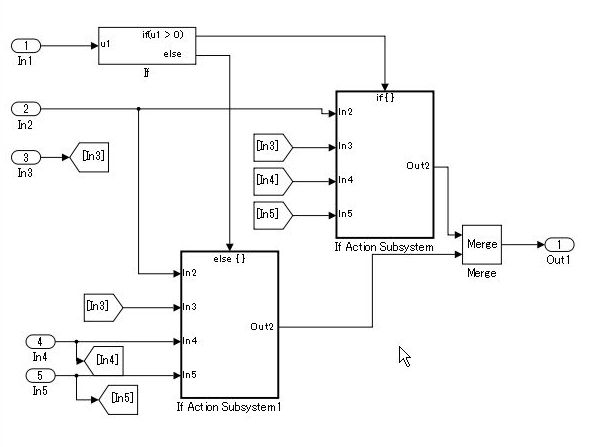 1
In1
u1
if(u1 > 0)
else
If
2
In2
3
In3
[In3]
if { }
In2
[In3]
In3
[In4]
In4
[In5]
In5
Out2
If Action Subsystem
Merge
Merge
1
Out1
else { }
In2
[In3]
In3
4
In4
In4
[In4]
5
In5
In5
[In5]
Out2
If Action Subsystem1